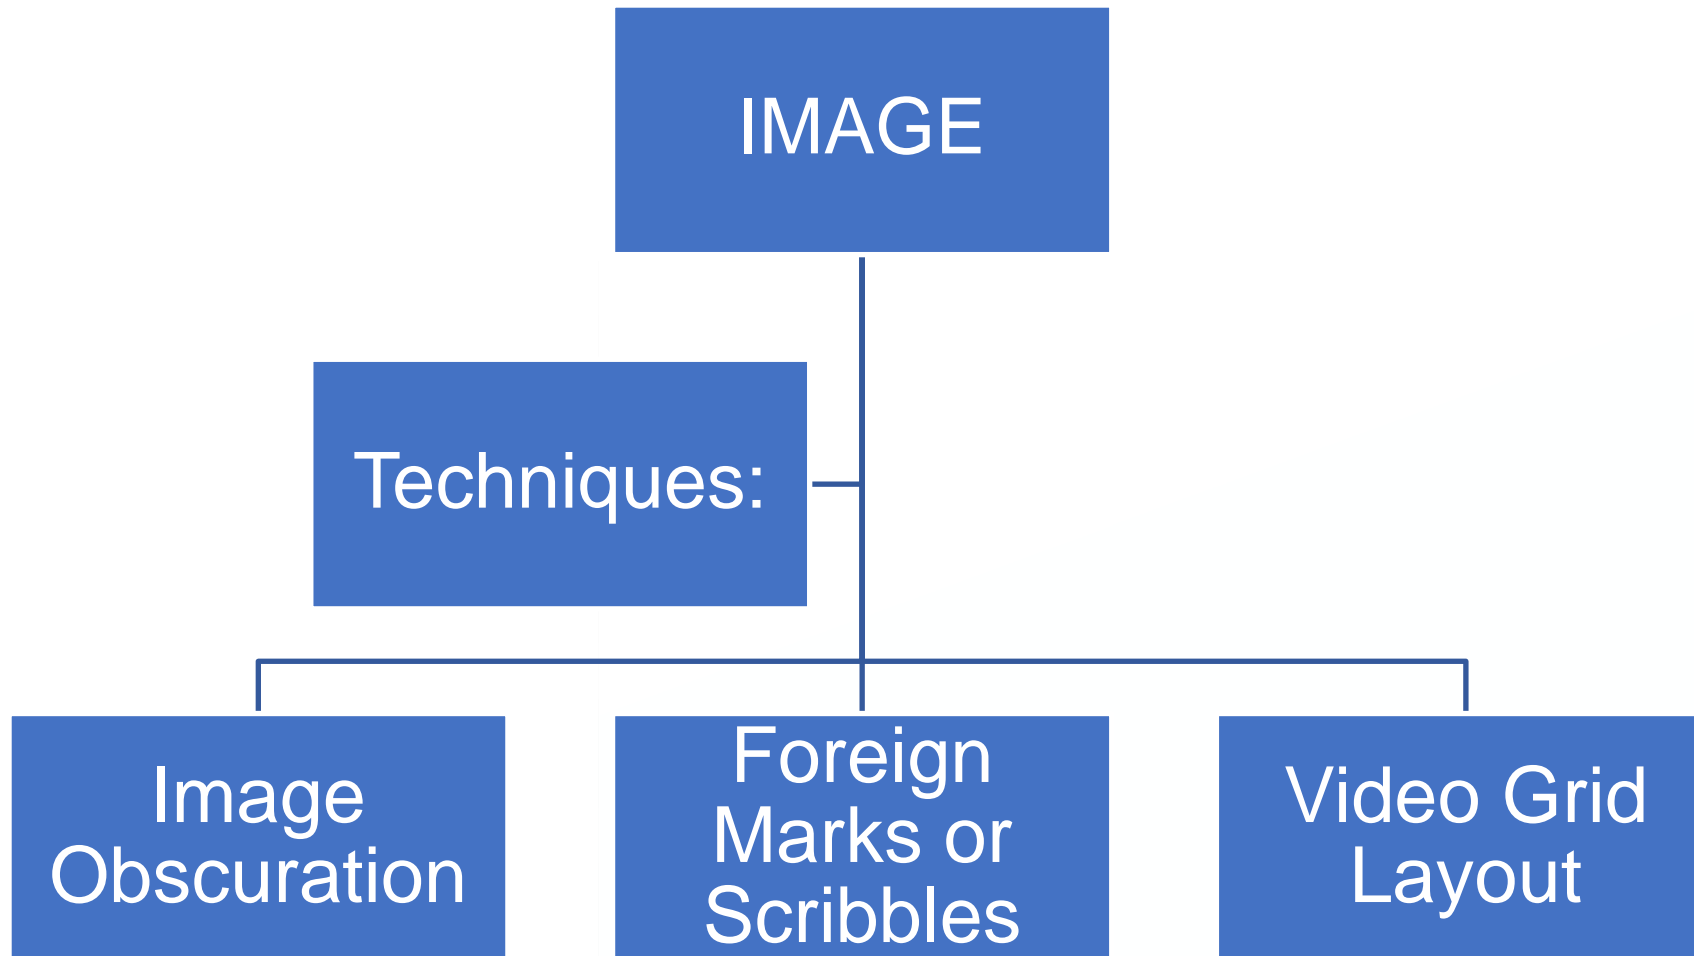 IMAGE
Techniques:
Image
Obscuration
Foreign
Marks or
Scribbles
Video Grid
Layout